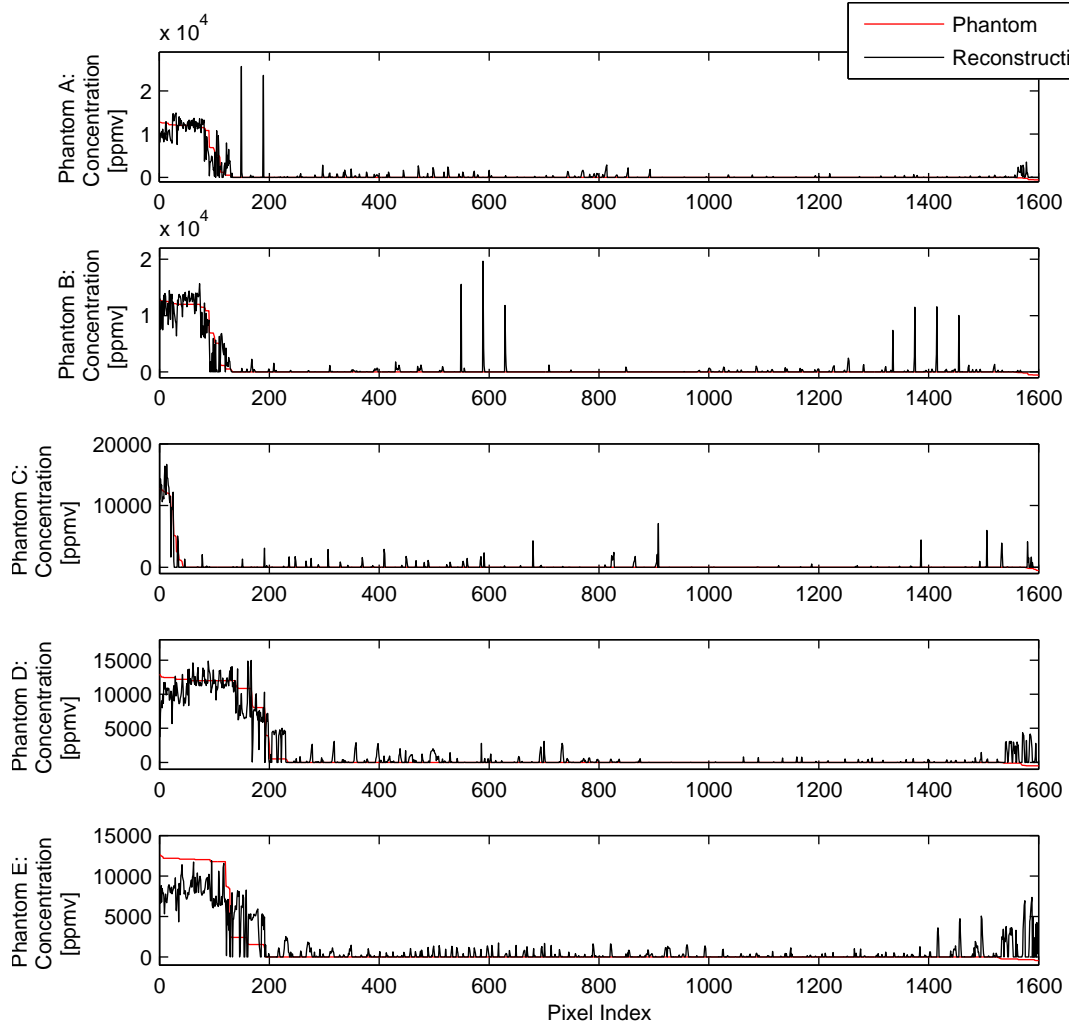 x 10^4
Phantom
Reconstructi
Phantom A:
Concentration
[ppmv]
2
1
0
0 200 400 600 800 1000 1200 1400 1600
x 10^4
Phantom B:
Concentration
[ppmv]
2
1
0
0 200 400 600 800 1000 1200 1400 1600
Phantom C:
Concentration
[ppmv]
20000
10000
0
0 200 400 600 800 1000 1200 1400 1600
Phantom D:
Concentration
[ppmv]
15000
10000
5000
0
0 200 400 600 800 1000 1200 1400 1600
Phantom E:
Concentration
[ppmv]
15000
10000
5000
0
0 200 400 600 800 1000 1200 1400 1600
Pixel Index